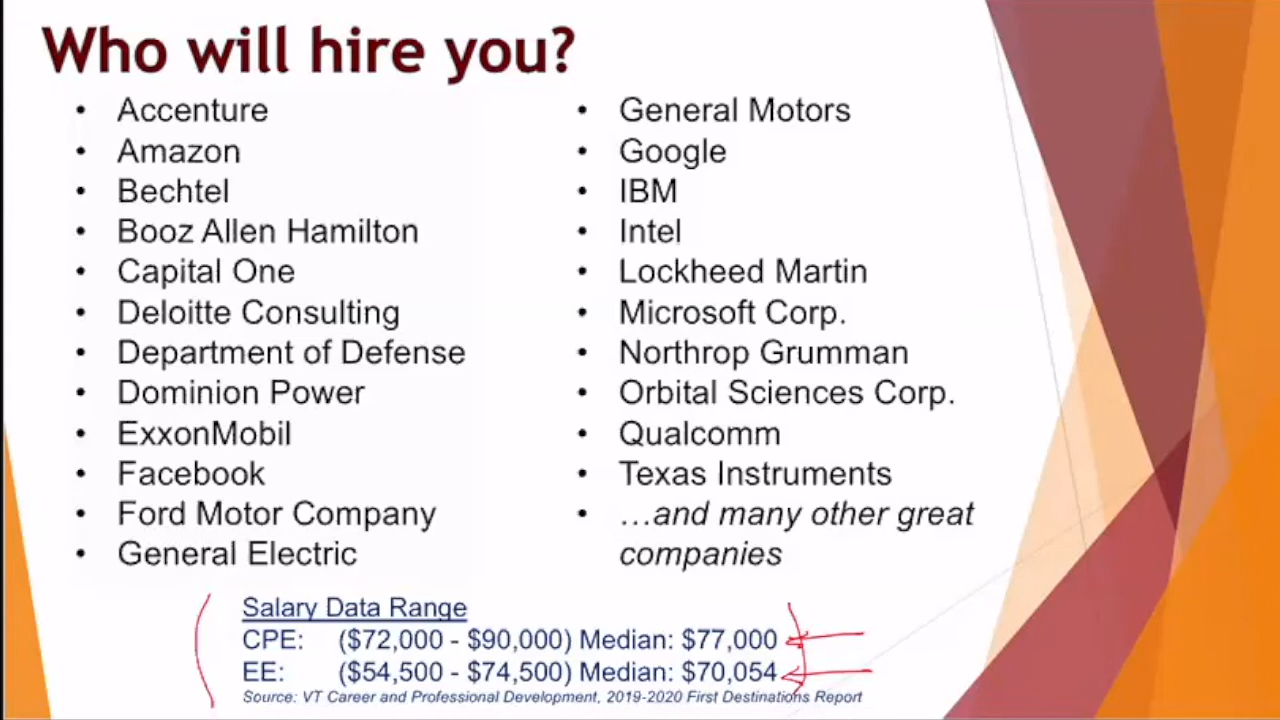 Who will hire you?
• Accenture
• Amazon
• Bechtel
• Booz Allen Hamilton
• Capital One
• Deloitte Consulting
• Department of Defense
• Dominion Power
• ExxonMobil
• Facebook
• Ford Motor Company
• General Electric
• General Motors
• Google
• IBM
• Intel
• Lockheed Martin
• Microsoft Corp.
• Northrop Grumman
• Orbital Sciences Corp.
• Qualcomm
• Texas Instruments
• …and many other great
companies
Salary Data Range
CPE: ($72,000 - $90,000) Median: $77,000
EE: ($54,500 - $74,500) Median: $70,054
Source: VT Career and Professional Development, 2019-2020 First Destinations Report